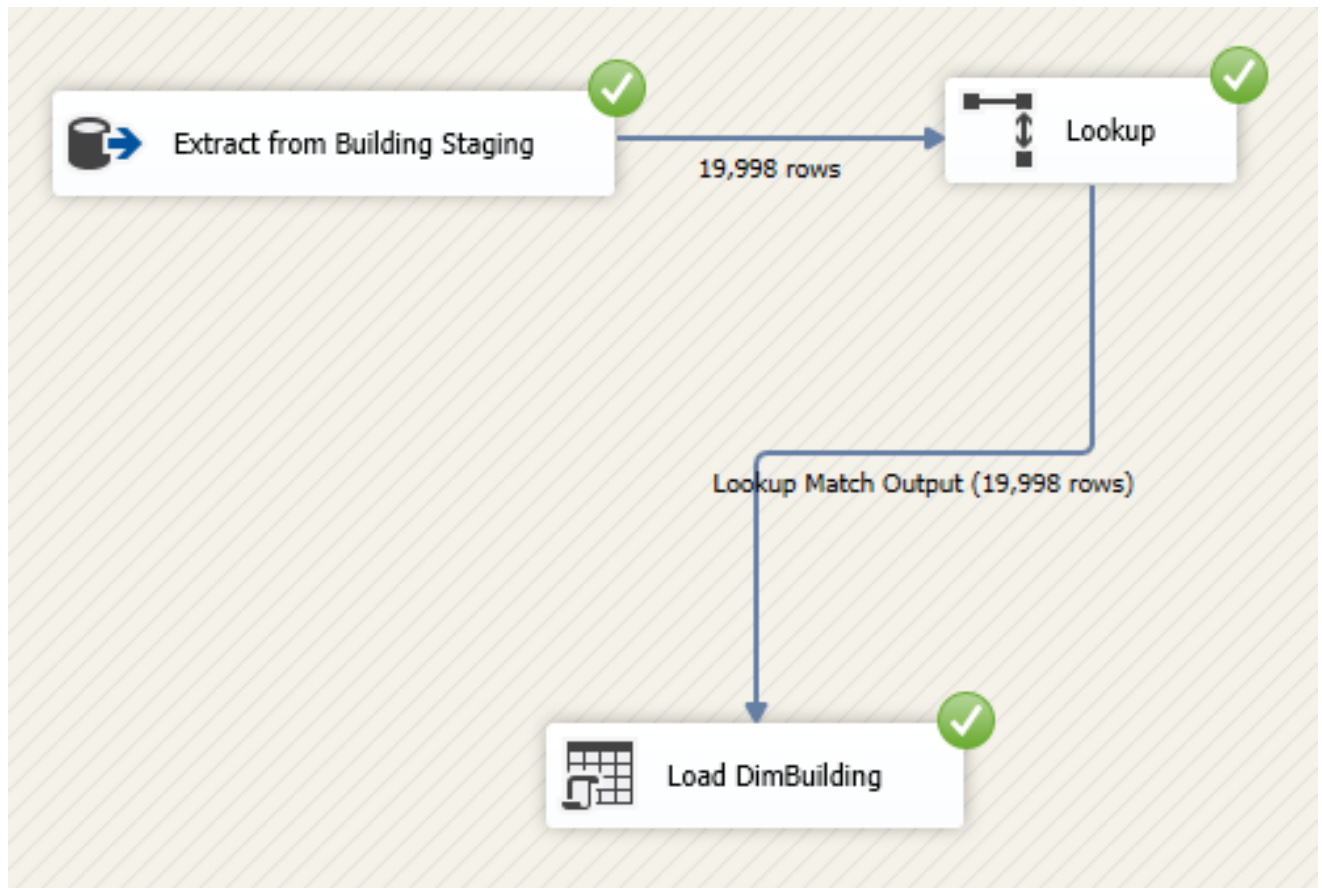 Extract from Building Staging
19,998 rows
Lookup
Lookup Match Output (19,998 rows)
Load DimBuilding